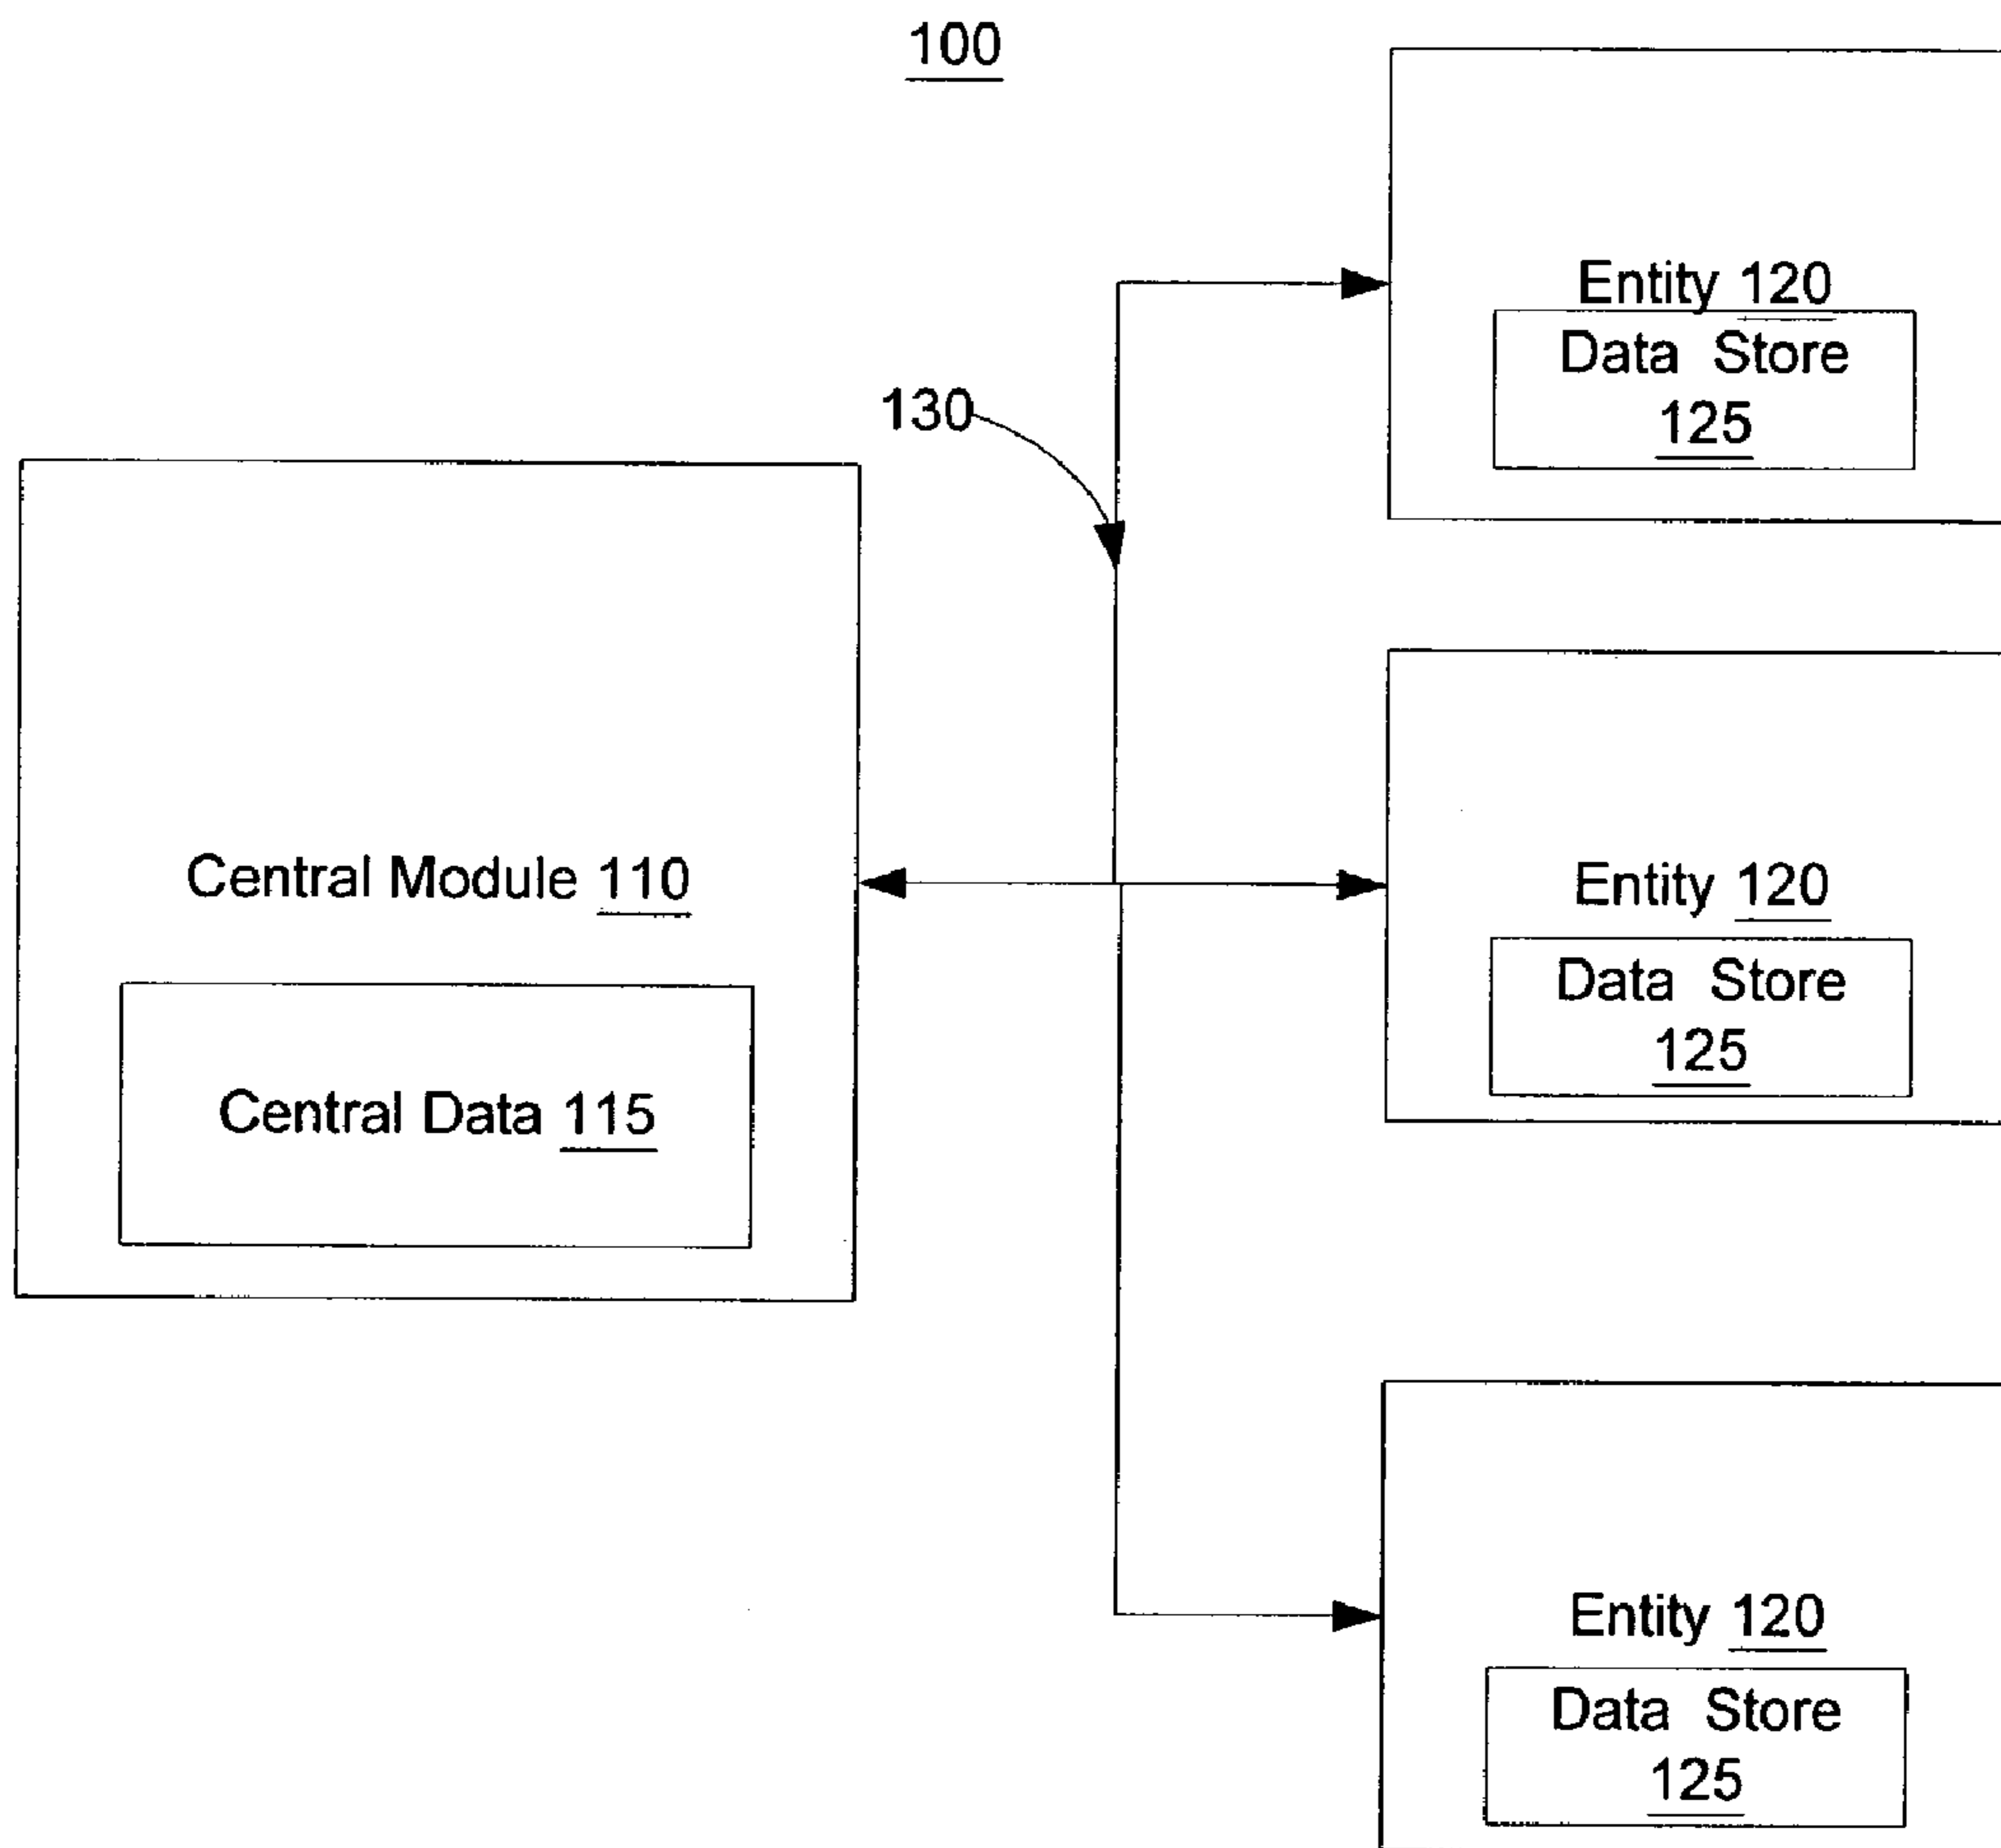 100
Entity 120
Data Store
125
130
Central Module 110
Central Data 115
Entity 120
Data Store
125
Entity 120
Data Store
125